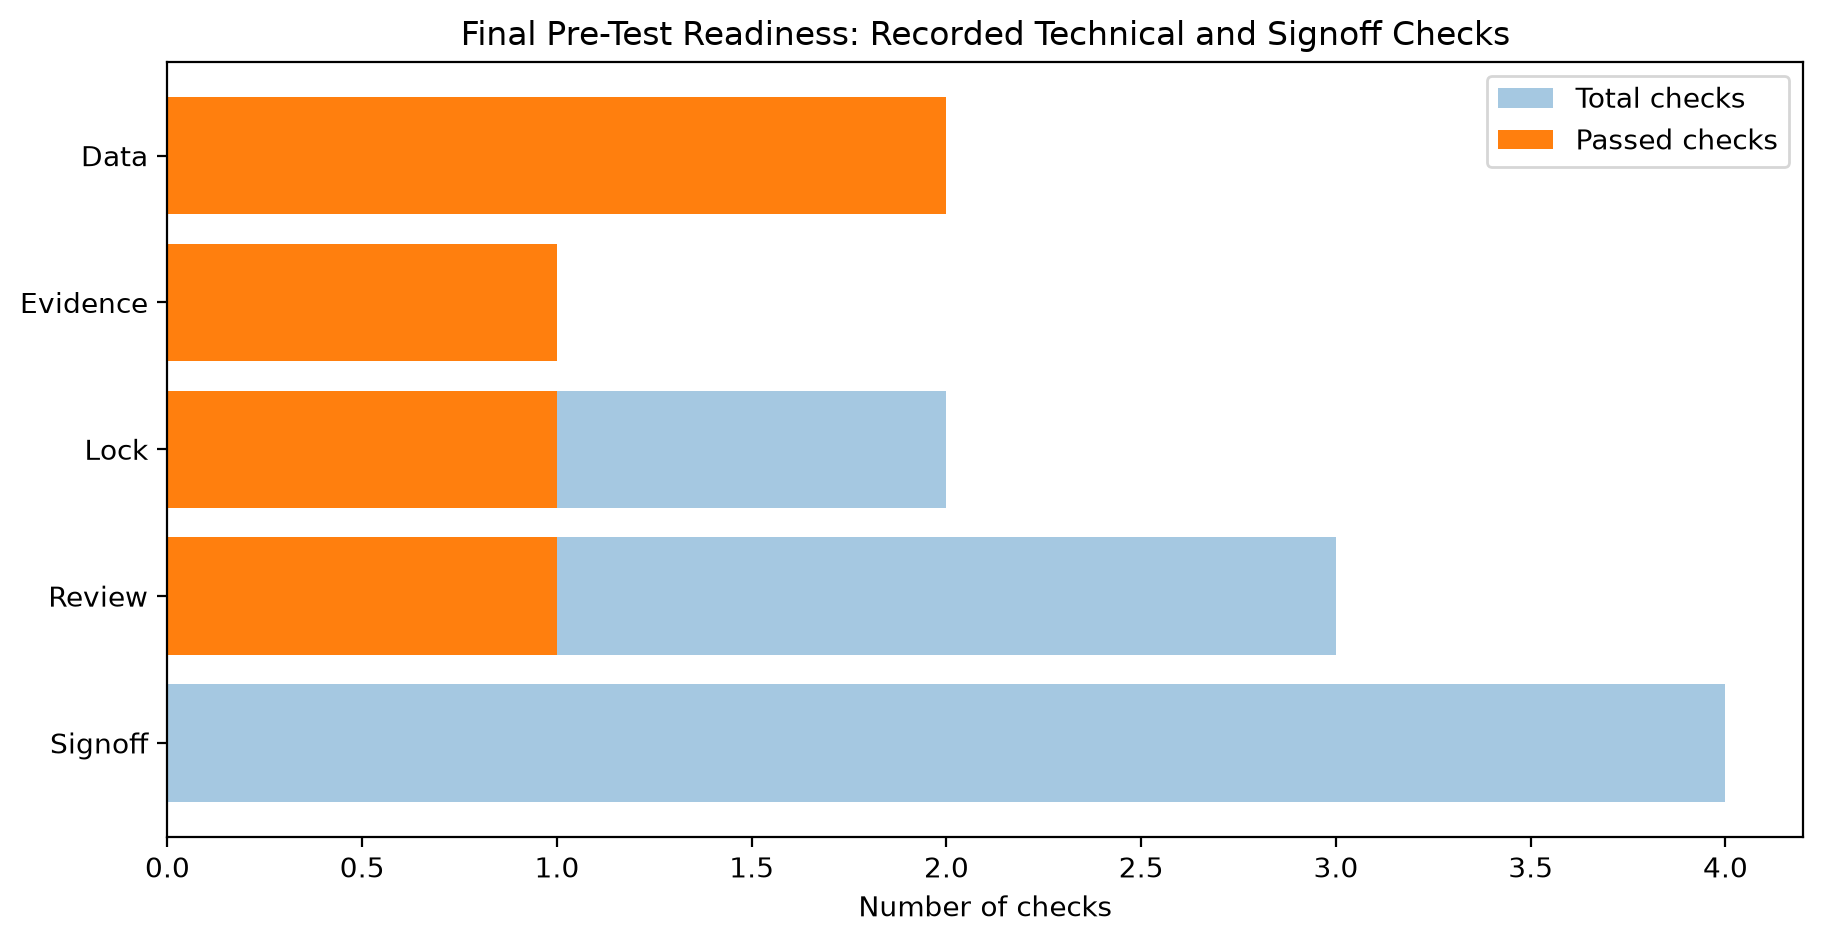 Final Pre-Test Readiness: Recorded Technical and Signoff Checks
Total checks
Passed checks
Data
Evidence
Lock
Review
Signoff
0.0 0.5 1.0 1.5 2.0 2.5 3.0 3.5 4.0
Number of checks